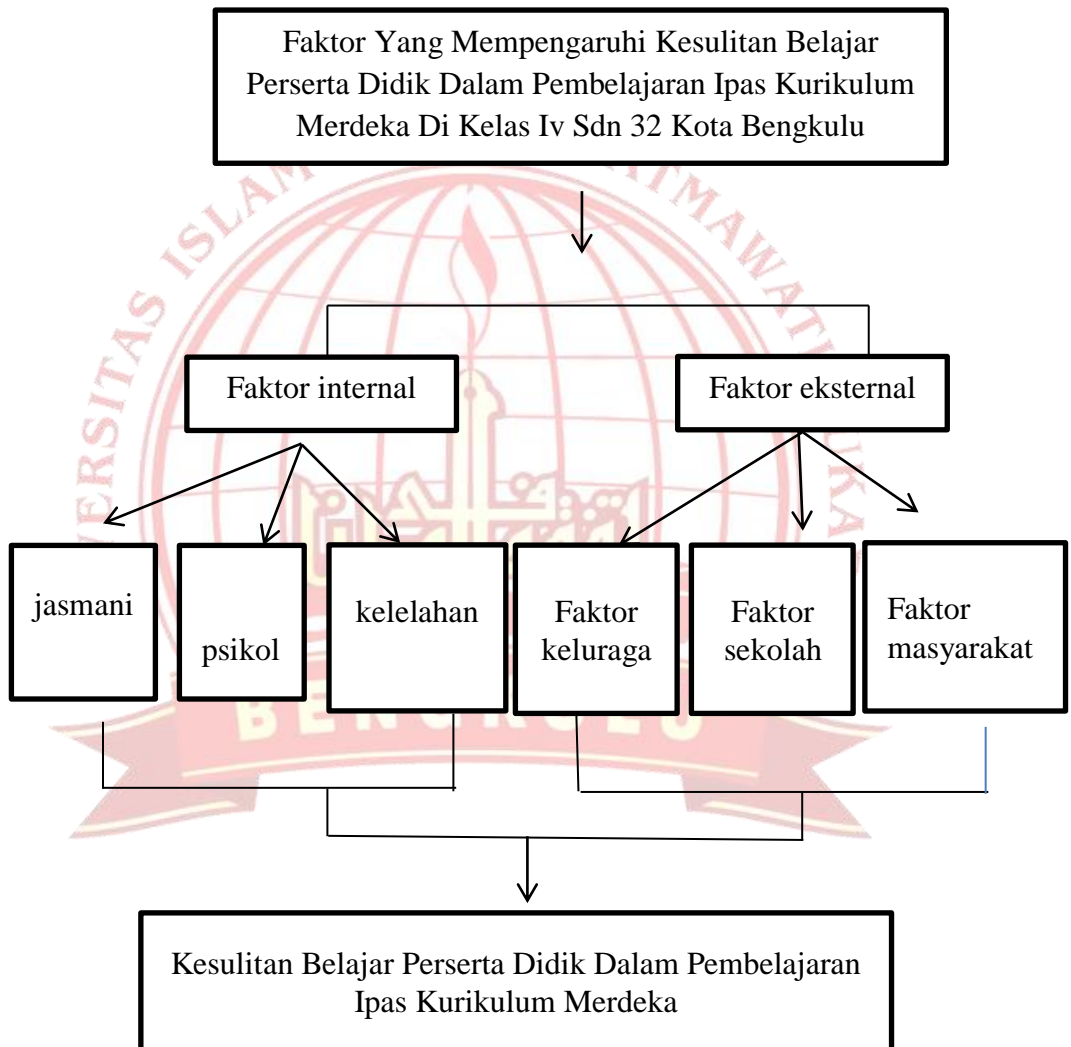 Faktor Yang Mempengaruhi Kesulitan Belajar
Perserta Didik Dalam Pembelajaran Ipas Kurikulum
Merdeka Di Kelas Iv Sdn 32 Kota Bengkulu
Faktor internal
Faktor eksternal
jasmani
psikol
kelelahan
Faktor
keluraga
Faktor
sekolah
Faktor
masyarakat
BENGKULU
Kesulitan Belajar Perserta Didik Dalam Pembelajaran
Ipas Kurikulum Merdeka